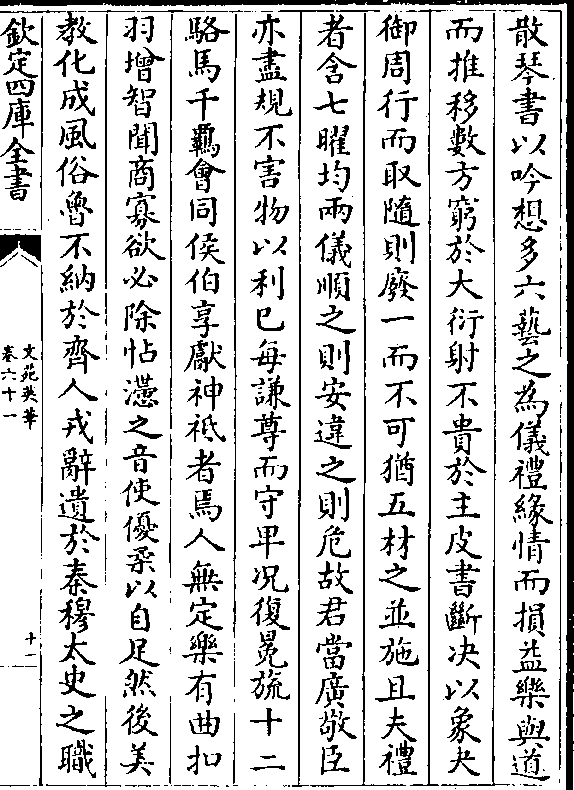 散琴書以吟想多六藝之為儀禮緣情而損益樂與道
而推移數方窮於大衍射不貴於主皮書斷決以象夬
御周行而取隨則廢一而不可猶五材之並施且夫禮
者含七曜均兩儀順之則安違之則危故君當廣敬臣
亦盡規不害物以利已每謙尊而守卑况復冕旒十二
駱馬千羈會同侯伯享獻神祇者焉人無定樂有曲扣
羽增智聞商寡欲必除怗懘之音使優柔以自足然後美
教化成風俗魯不納於齊人戎辭遺於秦穆太史之職
欽定四庫全書
文苑英華
卷六十一
十一